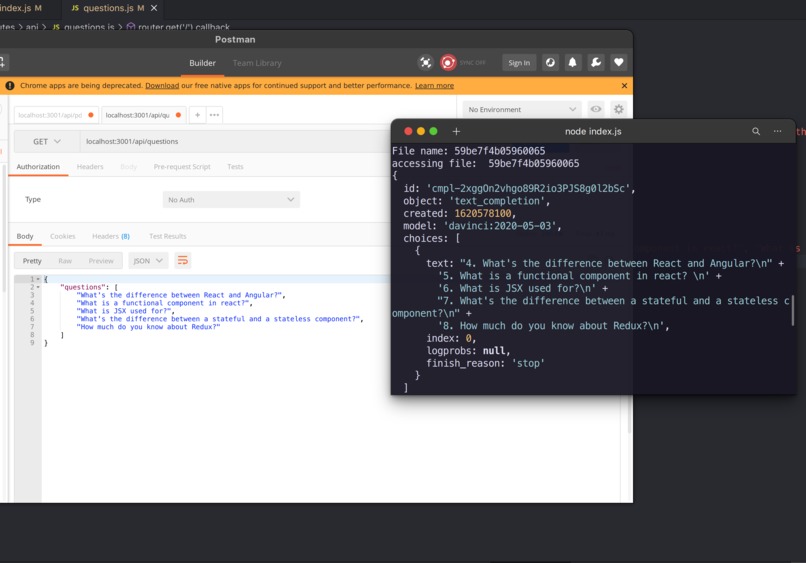 index.js M
JS questions.js M ×
utes > api > JS questions.js > router.get('/') callback
Postman
Builder
Team Library
SYNC OFF
Sign In
Chrome apps are being deprecated. Download our free native apps for continued support and better performance. Learn more
localhost:3001/api/
localhost:3001/api/qu
+
•••
No Environment
GET
localhost:3001/api/questions
Authorization
Headers
Body
Pre-request Script
Tests
Type
No Auth
Body
Cookies
Headers (8)
Test Results
Pretty
Raw
Preview
JSON
1 {
2 "questions": [
3 "What's the difference between React and Angular?",
4 "What is a functional component in react?",
5 "What is JSX used for?",
6 "What's the difference between a stateful and a stateless component?",
7 "How much do you know about Redux?"
8 ]
9 }
node index.js
File name: 59be7f4b05960065
accessing file:  59be7f4b05960065
{
id: 'cmpl-2xggOn2vhgo89R2io3PJS8g0l2bSc',
object: 'text_completion',
created: 1620578100,
model: 'davinci:2020-05-03',
choices: [
{
text: "4. What's the difference between React and Angular?\n" +
'5. What is a functional component in react? \n' +
'6. What is JSX used for?\n' +
"7. What's the difference between a stateful and a stateless c
omponent?\n" +
'8. How much do you know about Redux?\n',
index: 0,
logprobs: null,
finish_reason: 'stop'
}
]